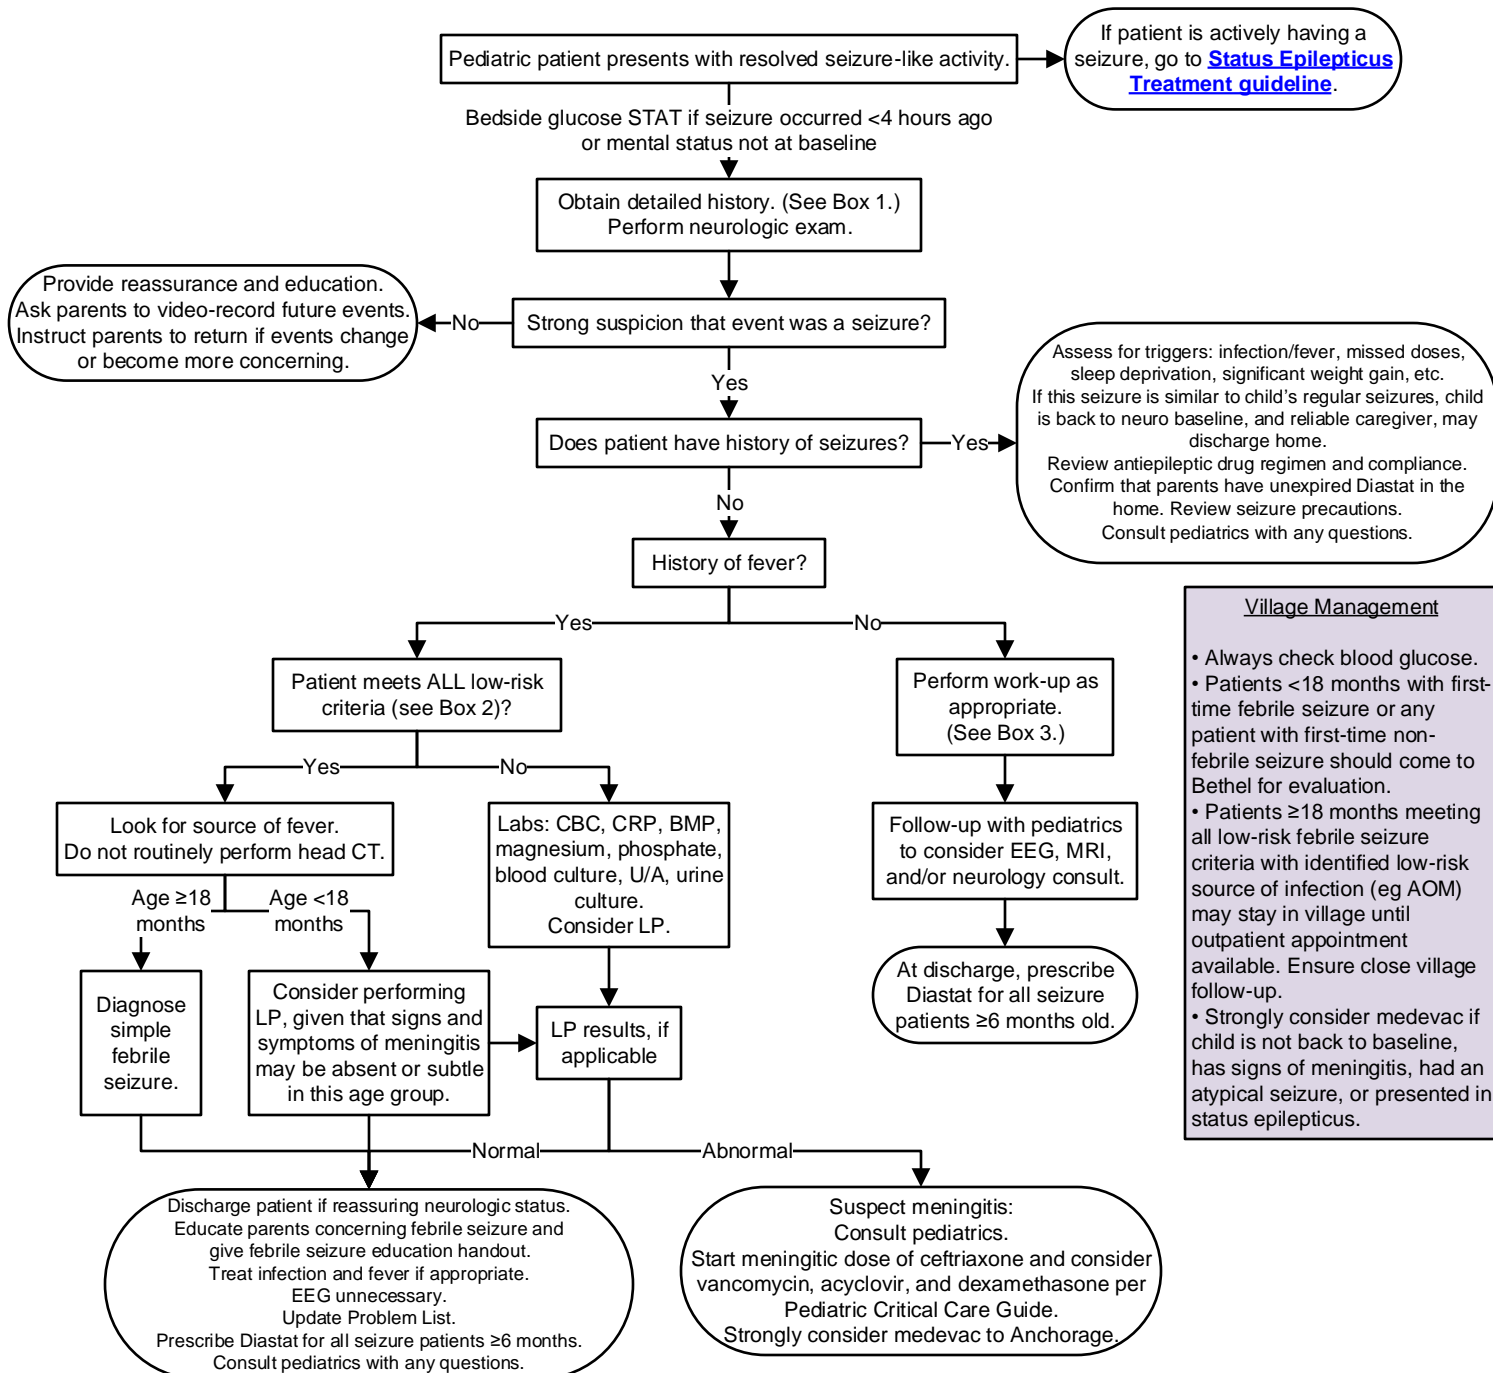 Pediatric patient presents with resolved seizure-like activity.
If patient is actively having a
seizure, go to Status Epilepticus
Treatment guideline.
Bedside glucose STAT if seizure occurred <4 hours ago
or mental status not at baseline
Obtain detailed history. (See Box 1.)
Perform neurologic exam.
Strong suspicion that event was a seizure?
No
Provide reassurance and education.
Ask parents to video-record future events.
Instruct parents to return if events change
or become more concerning.
Yes
Does patient have history of seizures?
Yes
Assess for triggers: infection/fever, missed doses,
sleep deprivation, significant weight gain, etc.
If this seizure is similar to child’s regular seizures, child
is back to neuro baseline, and reliable caregiver, may
discharge home.
Review antiepileptic drug regimen and compliance.
Confirm that parents have unexpired Diastat in the
home. Review seizure precautions.
Consult pediatrics with any questions.
No
History of fever?
Yes
No
Patient meets ALL low-risk
criteria (see Box 2)?
Perform work-up as
appropriate.
(See Box 3.)
Yes
No
Look for source of fever.
Do not routinely perform head CT.
Labs: CBC, CRP, BMP,
magnesium, phosphate,
blood culture, U/A, urine
culture.
Consider LP.
Follow-up with pediatrics
to consider EEG, MRI,
and/or neurology consult.
Age ≥18
months
Age <18
months
Diagnose
simple
febrile
seizure.
Consider performing
LP, given that signs and
symptoms of meningitis
may be absent or subtle
in this age group.
LP results, if
applicable
At discharge, prescribe
Diastat for all seizure
patients ≥6 months old.
Normal
Abnormal
Discharge patient if reassuring neurologic status.
Educate parents concerning febrile seizure and
give febrile seizure education handout.
Treat infection and fever if appropriate.
EEG unnecessary.
Update Problem List.
Prescribe Diastat for all seizure patients ≥6 months.
Consult pediatrics with any questions.
Suspect meningitis:
Consult pediatrics.
Start meningitic dose of ceftriaxone and consider
vancomycin, acyclovir, and dexamethasone per
Pediatric Critical Care Guide.
Strongly consider medevac to Anchorage.
Village Management
• Always check blood glucose.
• Patients <18 months with first-
time febrile seizure or any
patient with first-time non-
febrile seizure should come to
Bethel for evaluation.
• Patients ≥18 months meeting
all low-risk febrile seizure
criteria with identified low-risk
source of infection (eg AOM)
may stay in village until
outpatient appointment
available. Ensure close village
follow-up.
• Strongly consider medevac if
child is not back to baseline,
has signs of meningitis, had an
atypical seizure, or presented in
status epilepticus.